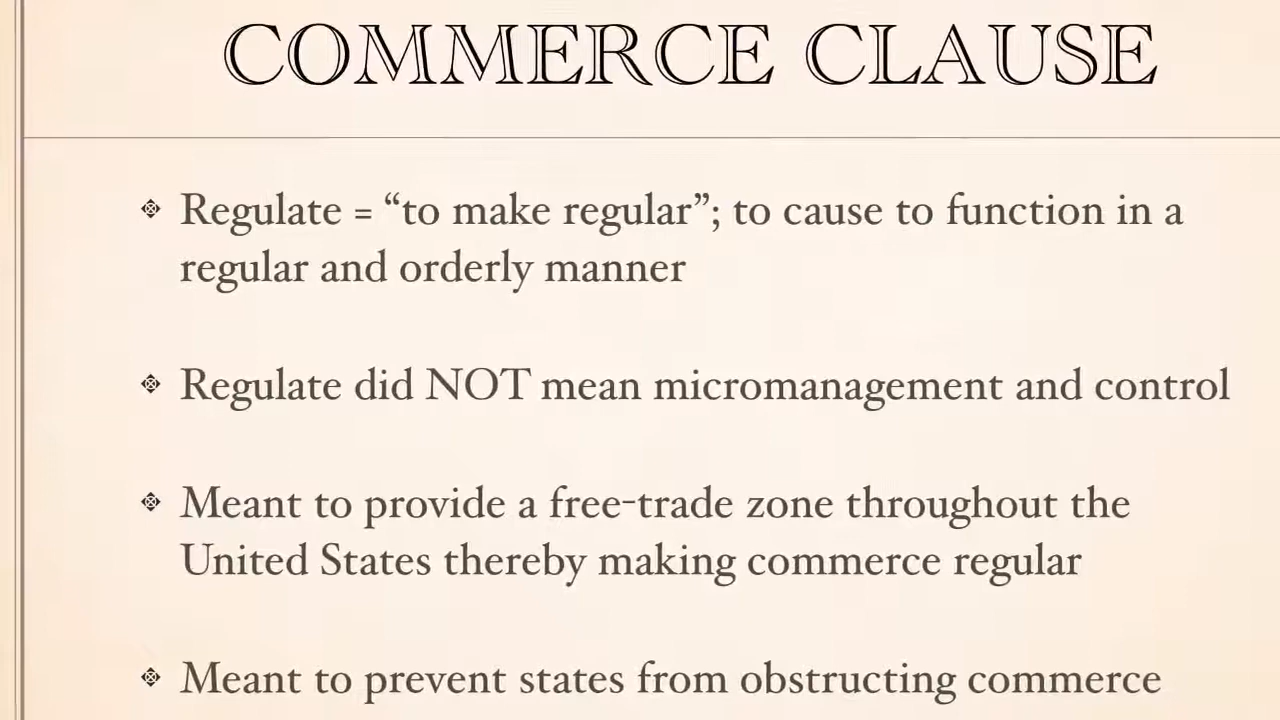 COMMERCE CLAUSE
Regulate = “to make regular”; to cause to function in a
regular and orderly manner
Regulate did NOT mean micromanagement and control
Meant to provide a free-trade zone throughout the
United States thereby making commerce regular
Meant to prevent states from obstructing commerce